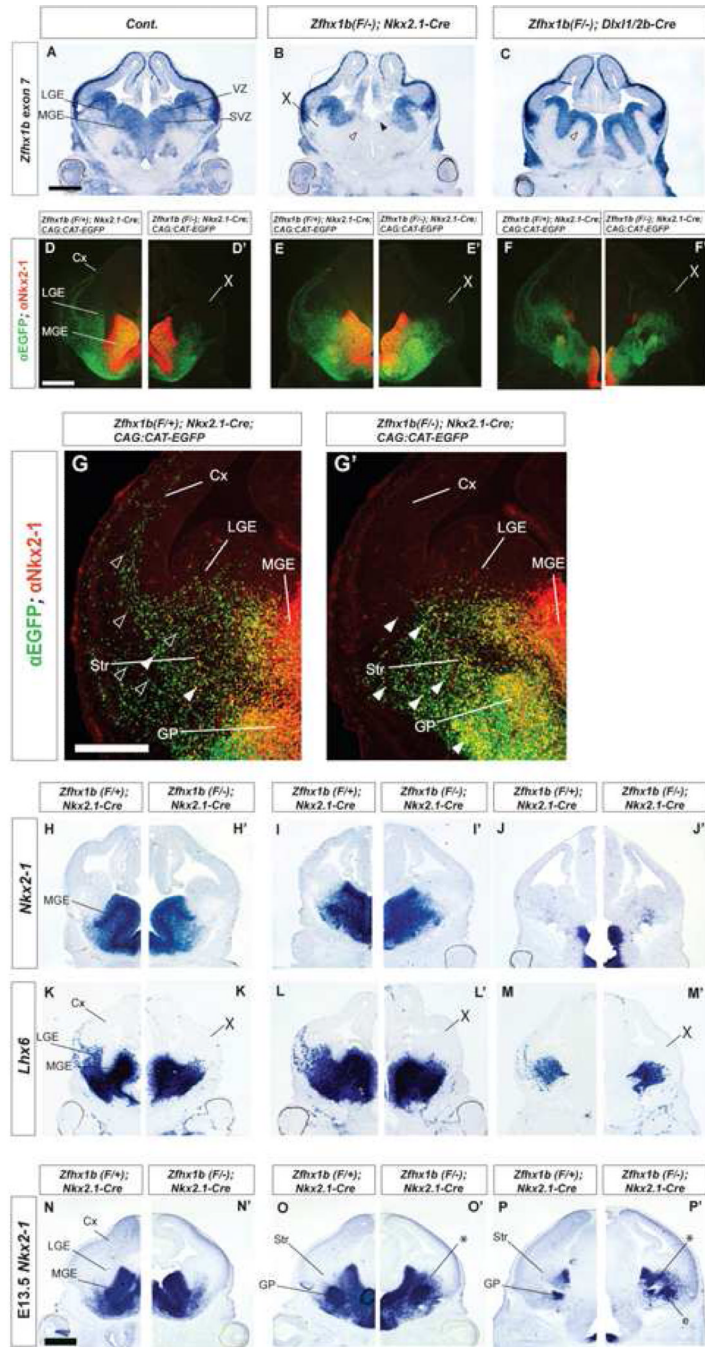 Cont.
Zfhx1b(F/-); Nkx2.1-Cre
Zfhx1b(F/-); Dlxl1/2b-Cre
Zfhx1b exon 7
A
LGE
MGE
VZ
SVZ
B
X
C
Zfhx1b (F/+); Nkx2.1-Cre;
CAG:CAT-EGFP
Zfhx1b (F/-); Nkx2.1-Cre;
CAG:CAT-EGFP
Zfhx1b (F/+); Nkx2.1-Cre;
CAG:CAT-EGFP
Zfhx1b (F/-); Nkx2.1-Cre;
CAG:CAT-EGFP
Zfhx1b (F/+); Nkx2.1-Cre;
CAG:CAT-EGFP
Zfhx1b (F/-); Nkx2.1-Cre;
CAG:CAT-EGFP
αEGFP; αNkx2-1
D
Cx
LGE
MGE
D'
X
E
E'
X
F
F'
X
Zfhx1b(F/+); Nkx2.1-Cre;
CAG:CAT-EGFP
Zfhx1b(F/-); Nkx2.1-Cre;
CAG:CAT-EGFP
αEGFP; αNkx2-1
G
Cx
LGE
MGE
Str
GP
G'
Cx
LGE
MGE
Str
GP
Zfhx1b (F/+);
Nkx2.1-Cre
Zfhx1b (F/-);
Nkx2.1-Cre
Zfhx1b (F/+);
Nkx2.1-Cre
Zfhx1b (F/-);
Nkx2.1-Cre
Zfhx1b (F/+);
Nkx2.1-Cre
Zfhx1b (F/-);
Nkx2.1-Cre
Nkx2-1
H
MGE
H'
I
I'
J
J'
Lhx6
K
Cx
LGE
MGE
K
X
L
L'
X
M
M'
X
Zfhx1b (F/+);
Nkx2.1-Cre
Zfhx1b (F/-);
Nkx2.1-Cre
Zfhx1b (F/+);
Nkx2.1-Cre
Zfhx1b (F/-);
Nkx2.1-Cre
Zfhx1b (F/+);
Nkx2.1-Cre
Zfhx1b (F/-);
Nkx2.1-Cre
E13.5 Nkx2-1
N
Cx
LGE
MGE
N'
O
Str
GP
O'
*
P
Str
GP
P'
*
e